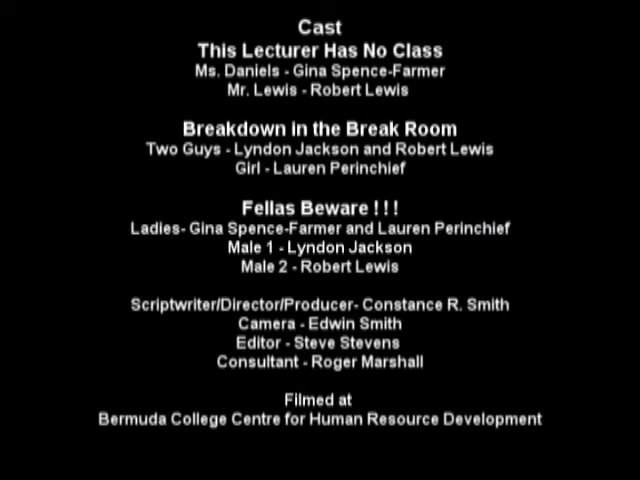 Cast
This Lecturer Has No Class
Ms. Daniels - Gina Spence-Farmer
Mr. Lewis - Robert Lewis
Breakdown in the Break Room
Two Guys - Lyndon Jackson and Robert Lewis
Girl - Lauren Perinchief
Fellas Beware ! ! !
Ladies- Gina Spence-Farmer and Lauren Perinchief
Male 1 - Lyndon Jackson
Male 2 - Robert Lewis
Scriptwriter/Director/Producer- Constance R. Smith
Camera - Edwin Smith
Editor - Steve Stevens
Consultant - Roger Marshall
Filmed at
Bermuda College Centre for Human Resource Development